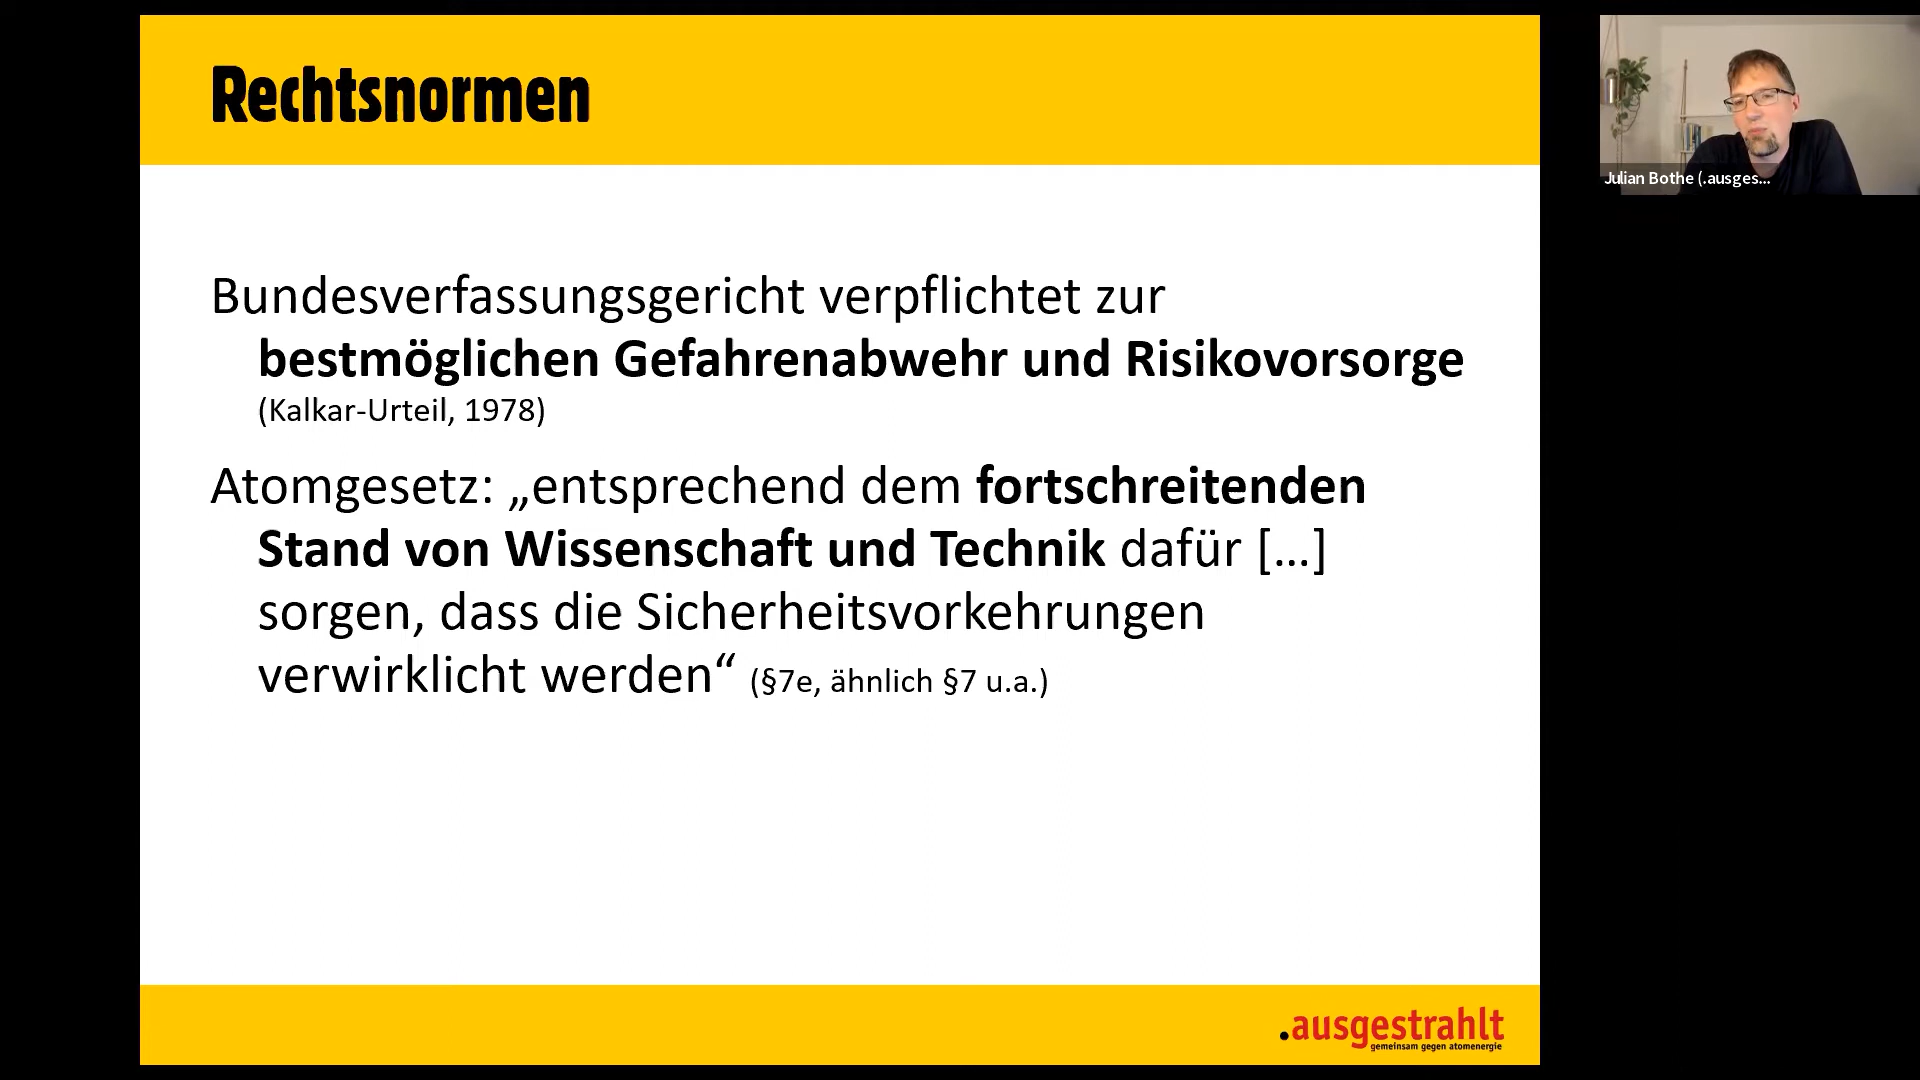 Rechtsnormen
Julian Bothe (.ausges...
Bundesverfassungsgericht verpflichtet zur
bestmöglichen Gefahrenabwehr und Risikovorsorge
(Kalkar-Urteil, 1978)
Atomgesetz: „entsprechend dem fortschreitenden
Stand von Wissenschaft und Technik dafür […]
sorgen, dass die Sicherheitsvorkehrungen
verwirklicht werden“ (§7e, ähnlich §7 u.a.)
.ausgestrahlt
gemeinsam gegen atomenergie